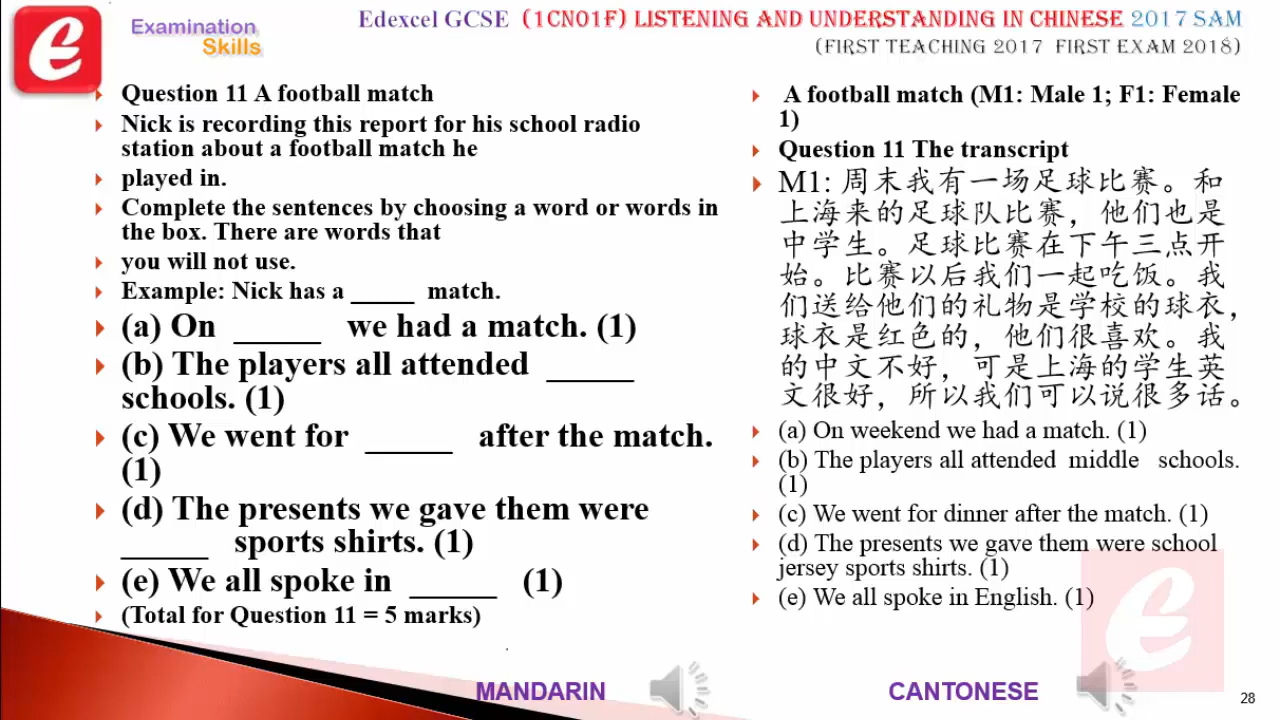 Examination
Skills
Edexcel GCSE (1CN01F) LISTENING AND UNDERSTANDING IN CHINESE 2017 SAM
(FIRST TEACHING 2017 FIRST EXAM 2018)
Question 11 A football match
Nick is recording this report for his school radio
station about a football match he
played in.
Complete the sentences by choosing a word or words in
the box. There are words that
you will not use.
Example: Nick has a _____ match.
(a) On _____ we had a match. (1)
(b) The players all attended _____
schools. (1)
(c) We went for _____ after the match.
(1)
(d) The presents we gave them were
_____ sports shirts. (1)
(e) We all spoke in _____ (1)
(Total for Question 11 = 5 marks)
A football match (M1: Male 1; F1: Female
1)
Question 11 The transcript
M1: 周末我有一场足球比赛。和
上海来的足球队比赛，他们也是
中学生。足球比赛在下午三点开
始。比赛以后我们一起吃饭。我
们送给他们的礼物是学校的球衣，
球衣是红色的，他们很喜欢。我
的中文不好，可是上海的学生英
文很好，所以我们可以说很多话。
(a) On weekend we had a match. (1)
(b) The players all attended middle schools.
(1)
(c) We went for dinner after the match. (1)
(d) The presents we gave them were school
jersey sports shirts. (1)
(e) We all spoke in English. (1)
MANDARIN
CANTONESE
28